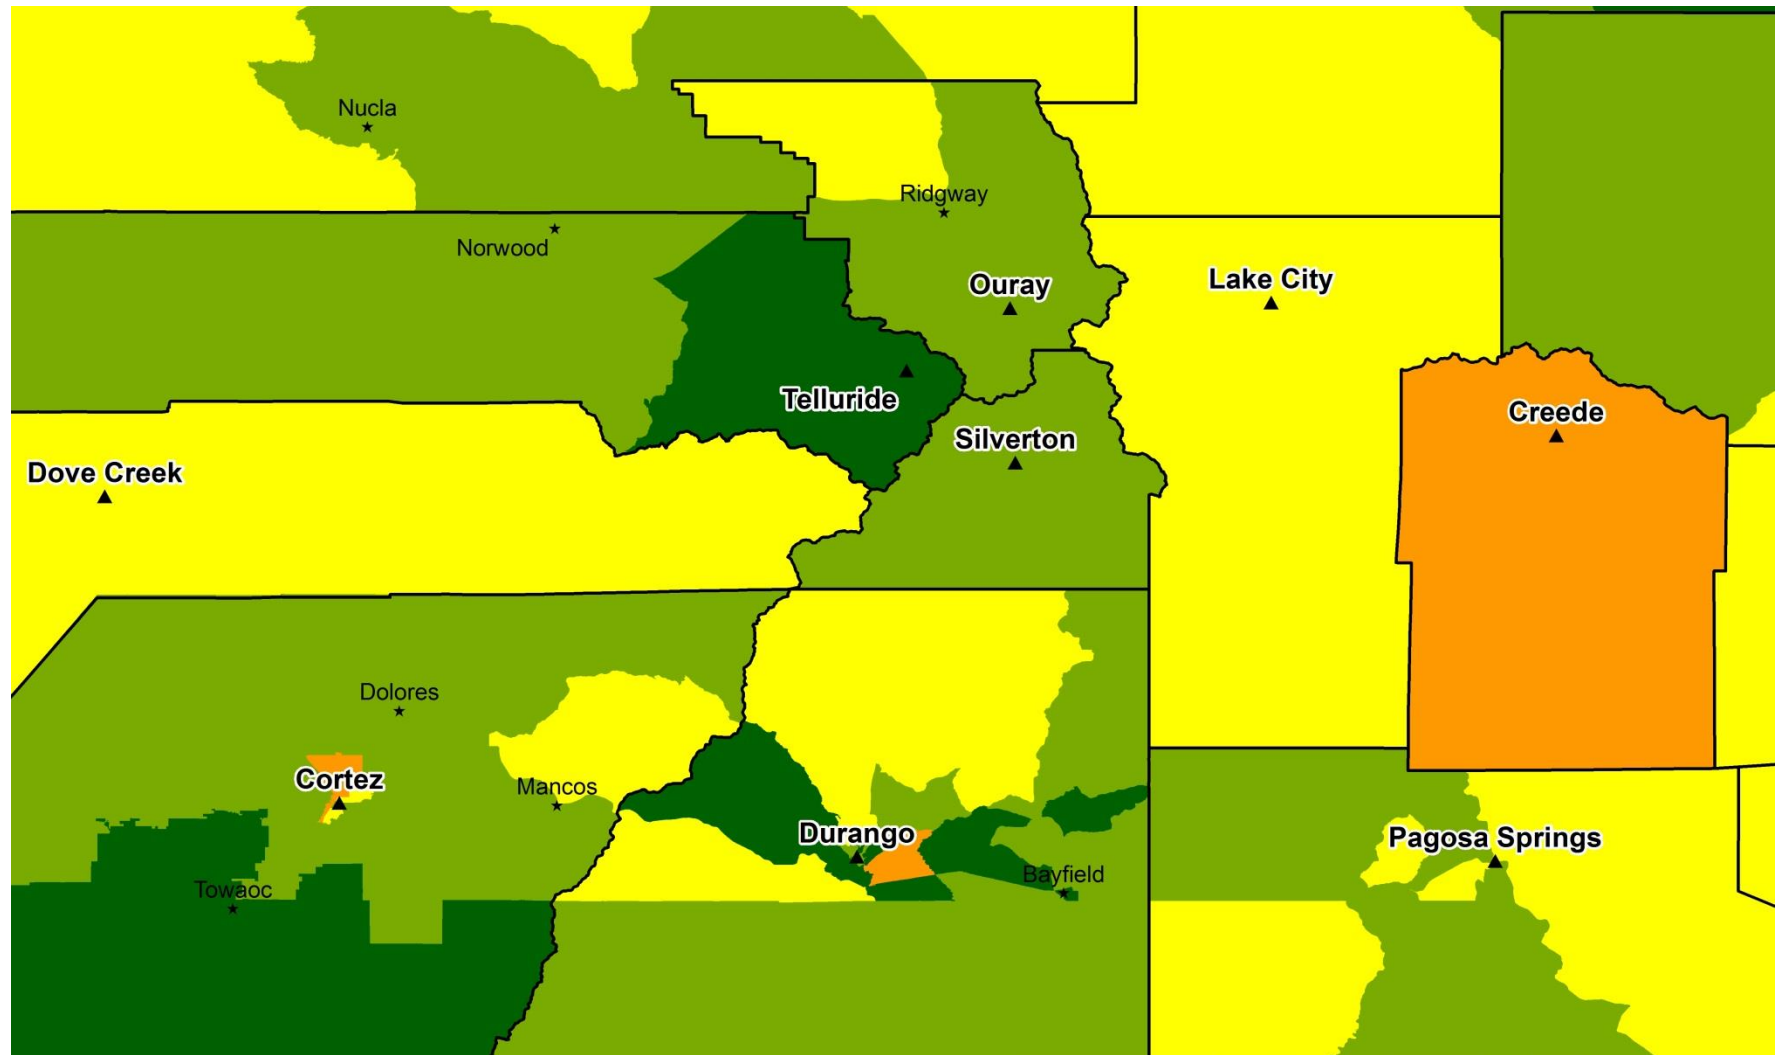 Nucla
Ridgway
Norwood
Ouray
Lake City
Telluride
Creede
Silverton
Dove Creek
Dolores
Cortez
Mancos
Durango
Pagosa Springs
Bayfield
Towaoc